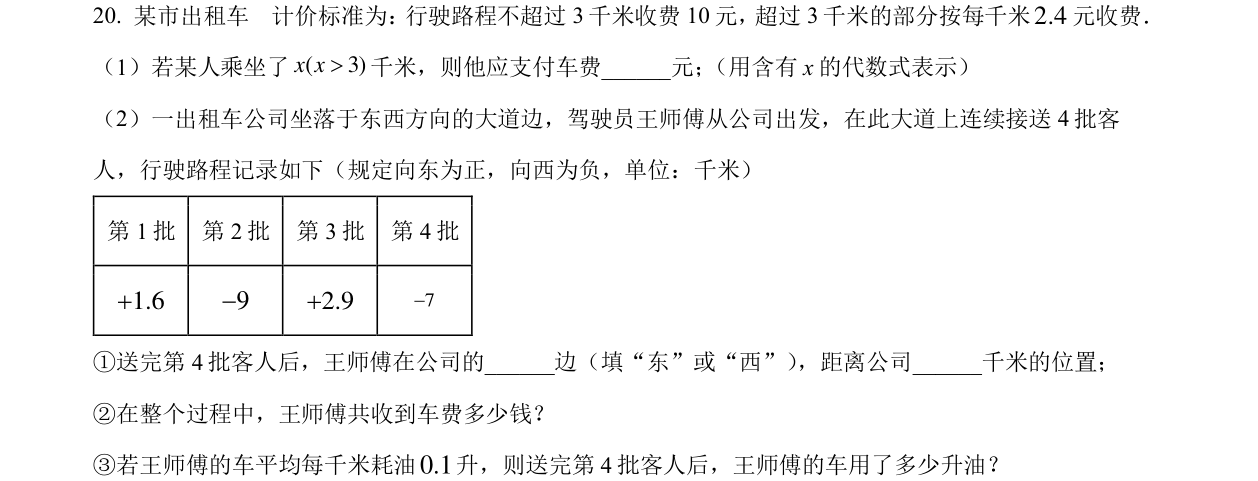 20. 某市出租车 计价标准为：行驶路程不超过 3 千米收费 10 元，超过 3 千米的部分按每千米 2.4 元收费．
（1）若某人乘坐了 x(x > 3) 千米，则他应支付车费______元；（用含有 x 的代数式表示）
（2）一出租车公司坐落于东西方向的大道边，驾驶员王师傅从公司出发，在此大道上连续接送 4 批客
人，行驶路程记录如下（规定向东为正，向西为负，单位：千米）
第 1 批 第 2 批 第 3 批 第 4 批
+1.6 −9 +2.9 −7
①送完第 4 批客人后，王师傅在公司的______边（填“东”或“西”），距离公司______千米的位置；
②在整个过程中，王师傅共收到车费多少钱？
③若王师傅的车平均每千米耗油 0.1 升，则送完第 4 批客人后，王师傅的车用了多少升油？